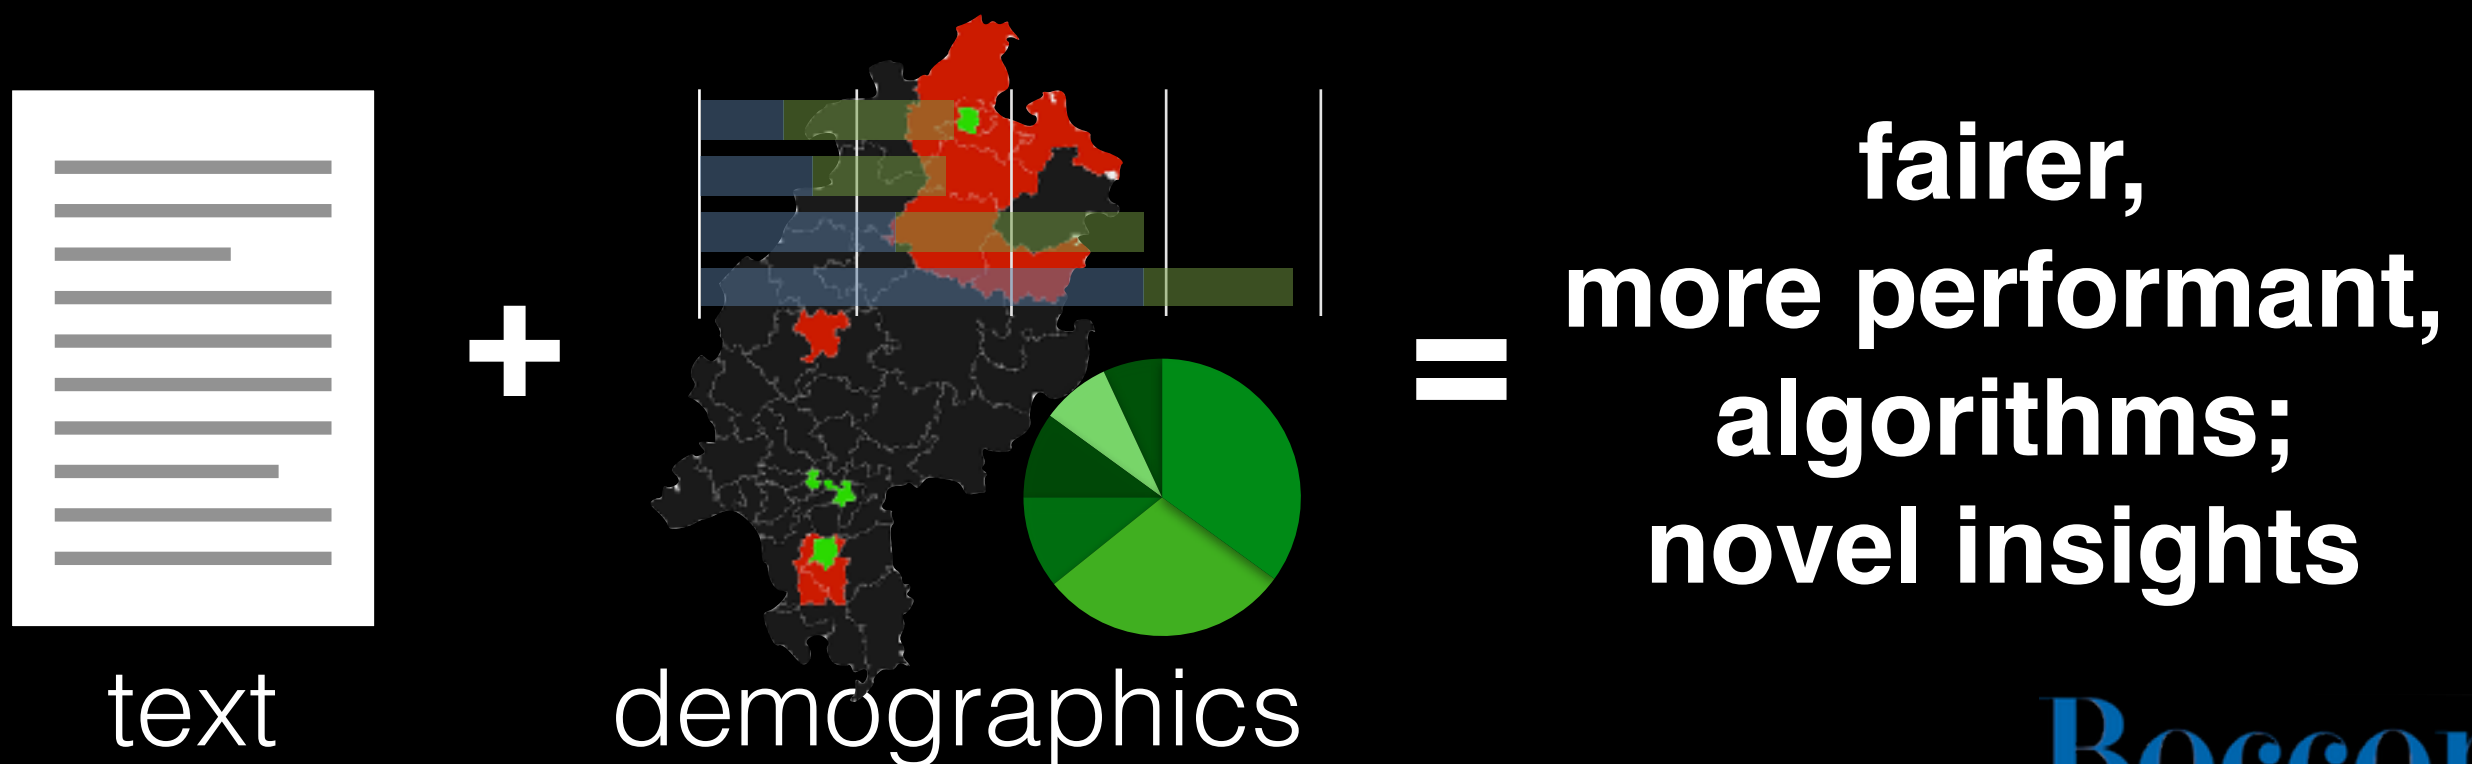 +
=
fairer,
more performant,
algorithms;
novel insights
text
demographics